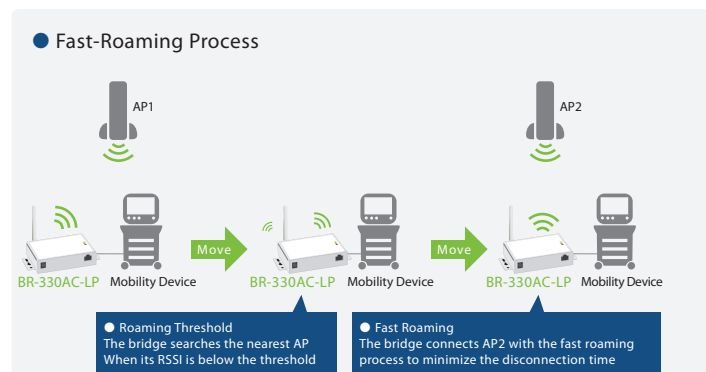 ● Fast-Roaming Process
AP1
AP2
Move
Move
BR-330AC-LP Mobility Device
BR-330AC-LP Mobility Device
BR-330AC-LP Mobility Device
● Roaming Threshold
The bridge searches the nearest AP
When its RSSI is below the threshold
● Fast Roaming
The bridge connects AP2 with the fast roaming
process to minimize the disconnection time